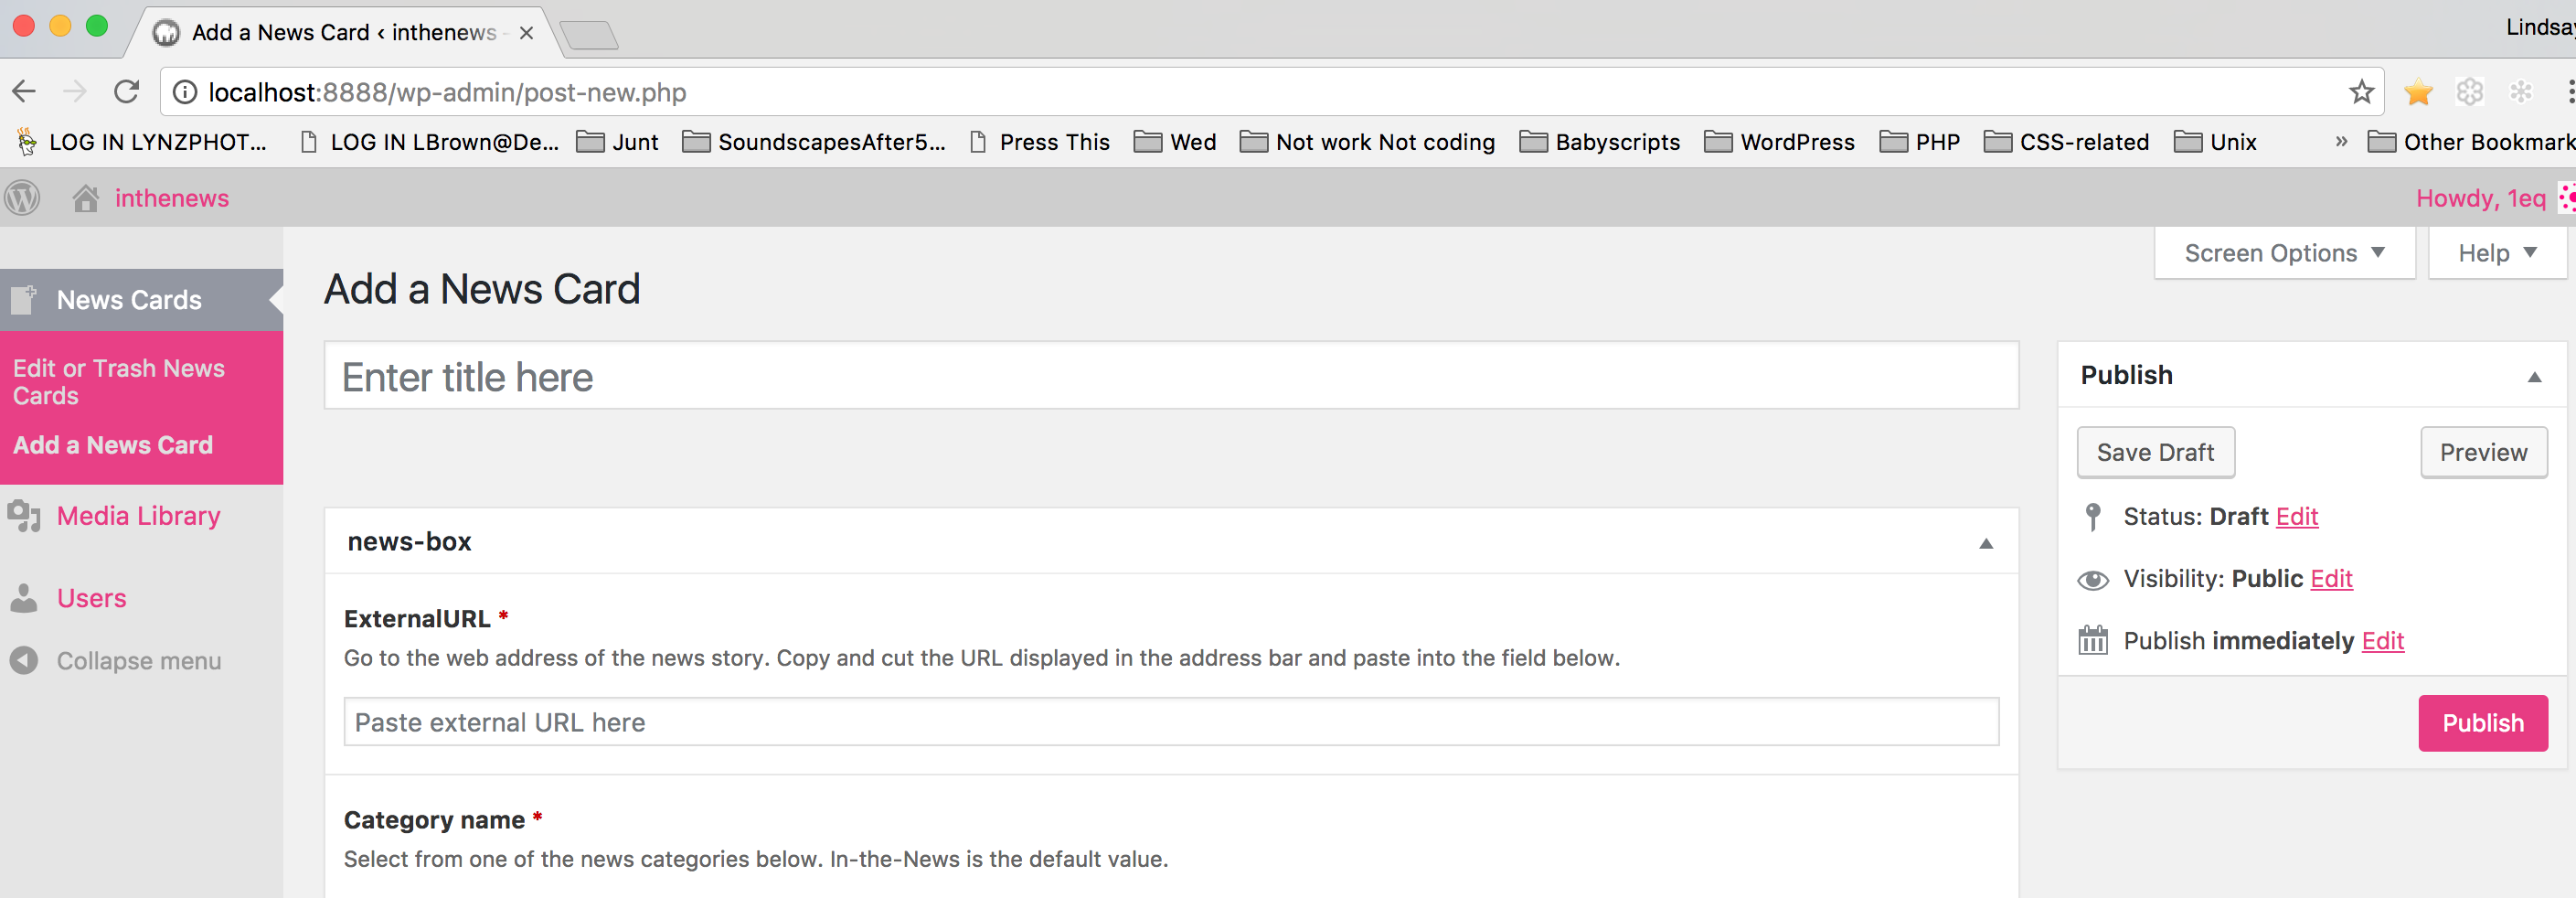 Add a News Card ‹ inthenews -
Lindsay
localhost:8888/wp-admin/post-new.php
LOG IN LYNZPHOT... LOG IN LBrown@De... Junt SoundscapesAfter5... Press This Wed Not work Not coding Babyscripts WordPress PHP CSS-related Unix » Other Bookmark
inthenews
Howdy, 1eq
Screen Options ▼ Help ▼
News Cards
Edit or Trash News
Cards
Add a News Card
Media Library
Users
Collapse menu
Add a News Card
Enter title here
news-box
ExternalURL *
Go to the web address of the news story. Copy and cut the URL displayed in the address bar and paste into the field below.
Paste external URL here
Category name *
Select from one of the news categories below. In-the-News is the default value.
Publish
Save Draft Preview
Status: Draft Edit
Visibility: Public Edit
Publish immediately Edit
Publish